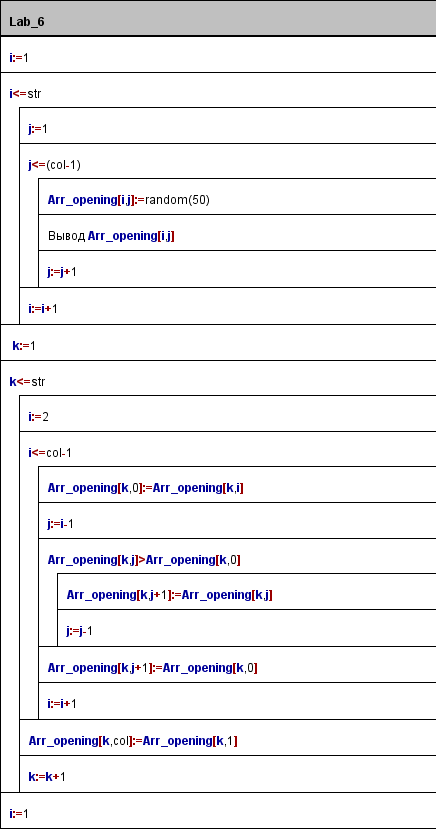 Lab_6
i:=1
i<=str
j:=1
j<=(col-1)
Arr_opening[i,j]:=random(50)
Вывод Arr_opening[i,j]
j:=j+1
i:=i+1
k:=1
k<=str
i:=2
i<=col-1
Arr_opening[k,0]:=Arr_opening[k,i]
j:=i-1
Arr_opening[k,j]>Arr_opening[k,0]
Arr_opening[k,j+1]:=Arr_opening[k,j]
j:=j-1
Arr_opening[k,j+1]:=Arr_opening[k,0]
i:=i+1
Arr_opening[k,col]:=Arr_opening[k,1]
k:=k+1
i:=1